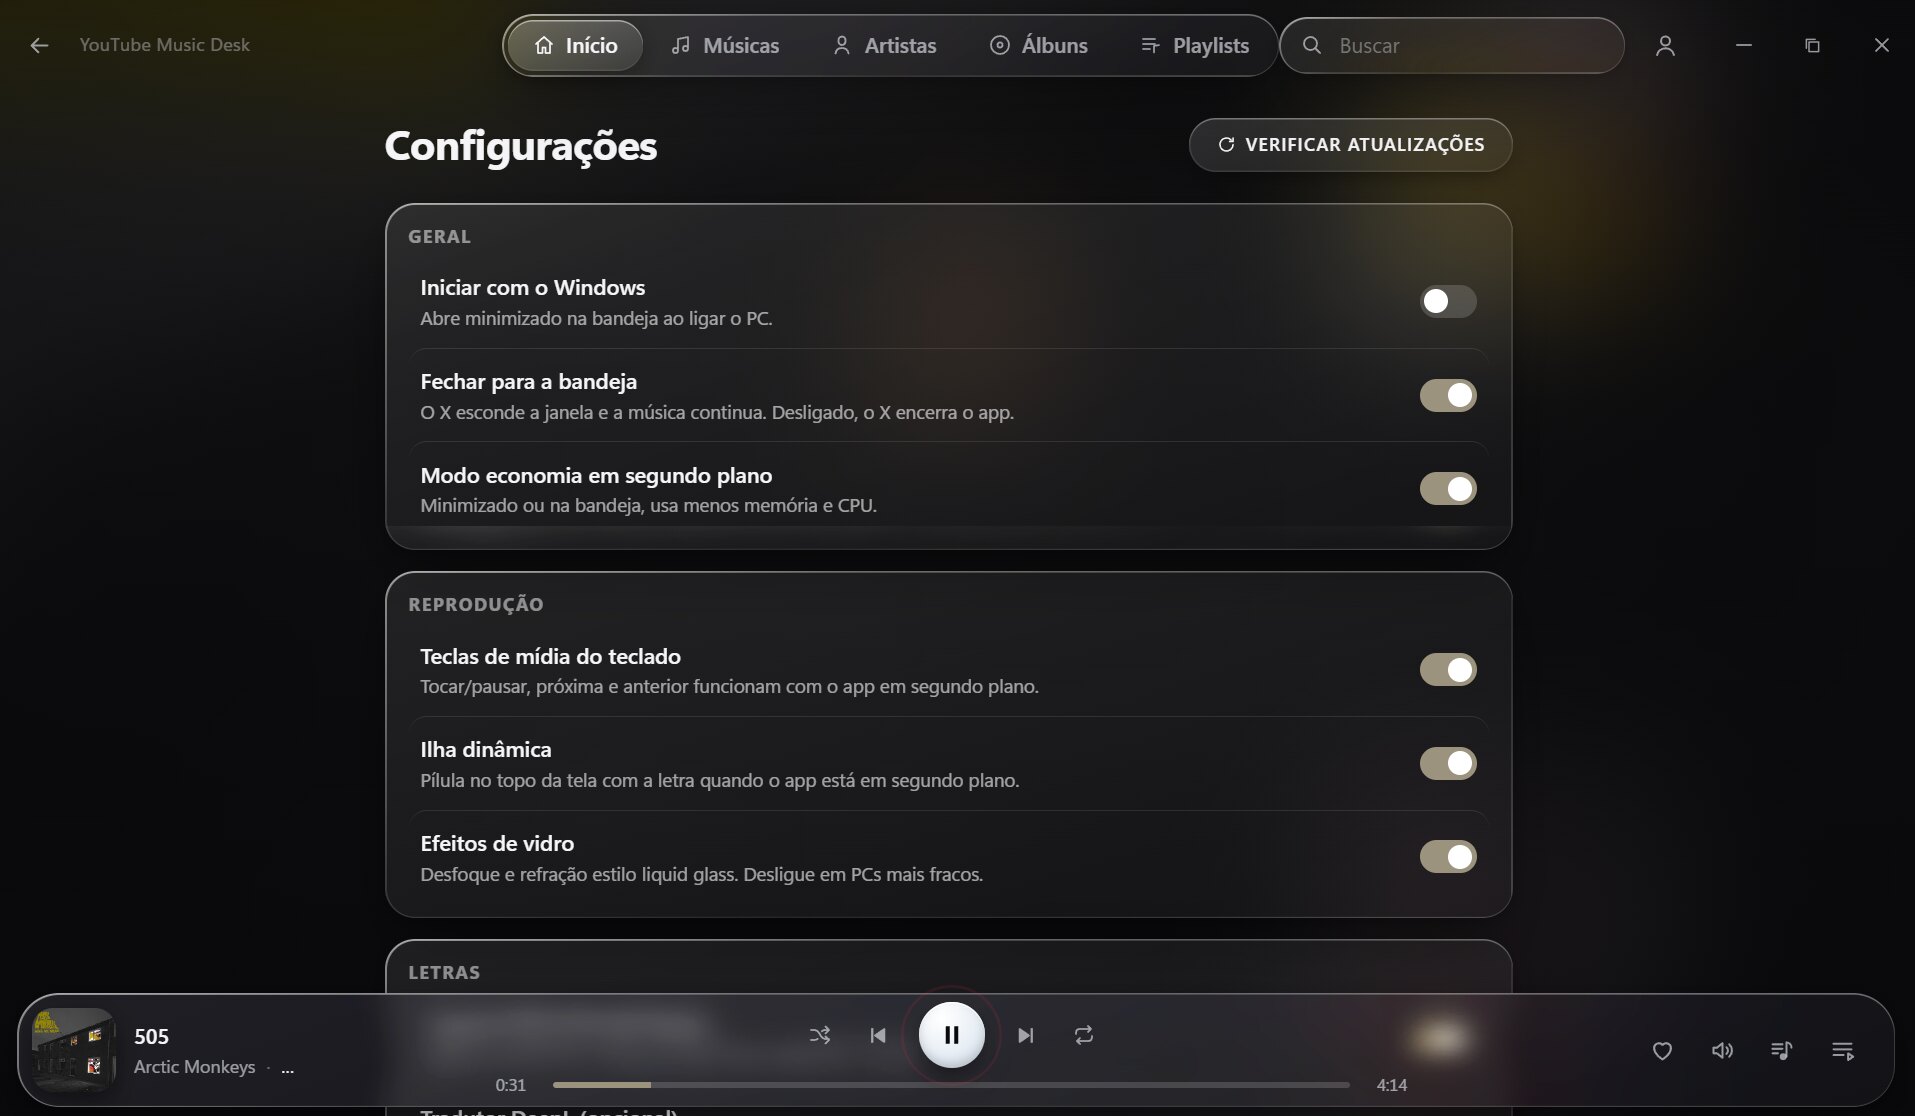 YouTube Music Desk
Início
Músicas
Artistas
Álbuns
Playlists
Buscar
Configurações
VERIFICAR ATUALIZAÇÕES
GERAL
Iniciar com o Windows
Abre minimizado na bandeja ao ligar o PC.
Fechar para a bandeja
O X esconde a janela e a música continua. Desligado, o X encerra o app.
Modo economia em segundo plano
Minimizado ou na bandeja, usa menos memória e CPU.
REPRODUÇÃO
Teclas de mídia do teclado
Tocar/pausar, próxima e anterior funcionam com o app em segundo plano.
Ilha dinâmica
Pílula no topo da tela com a letra quando o app está em segundo plano.
Efeitos de vidro
Desfoque e refração estilo liquid glass. Desligue em PCs mais fracos.
LETRAS
505
Arctic Monkeys · ...
0:31
4:14
Tradutor DeepL (opcional)